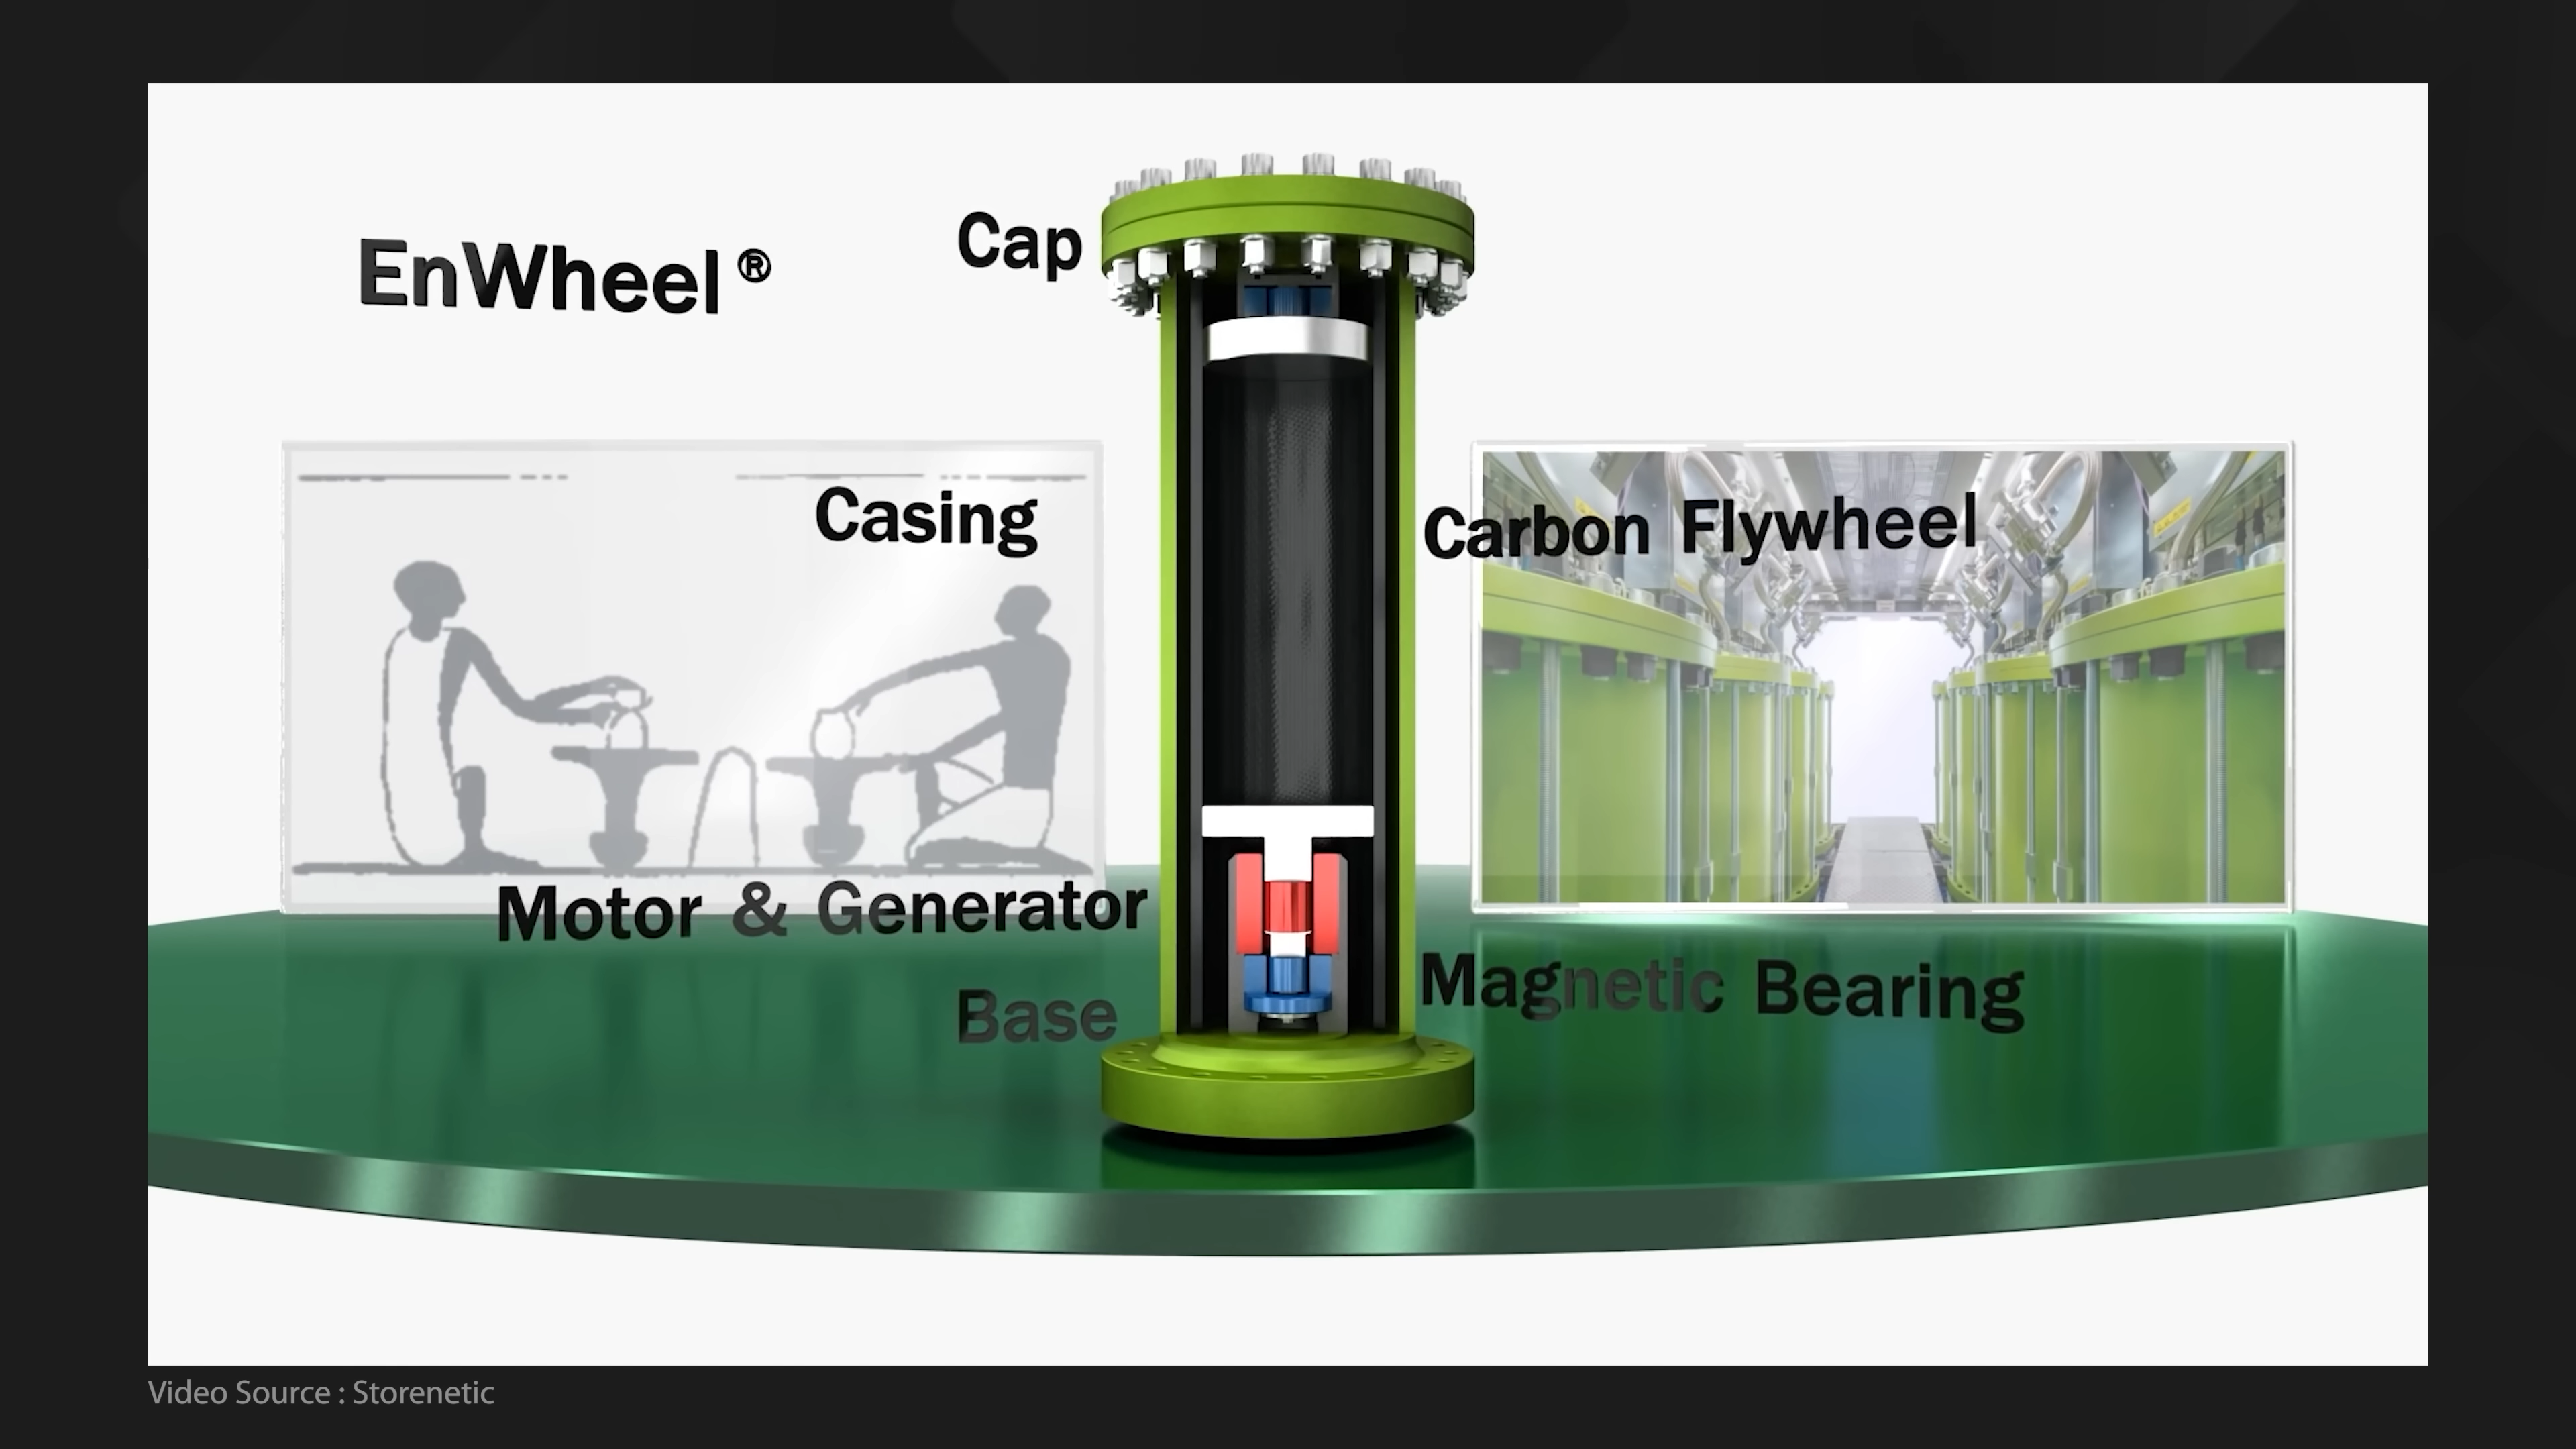 EnWheel®
Cap
Casing
Carbon Flywheel
Motor & Generator
Magnetic Bearing
Base
Video Source : Storenetic